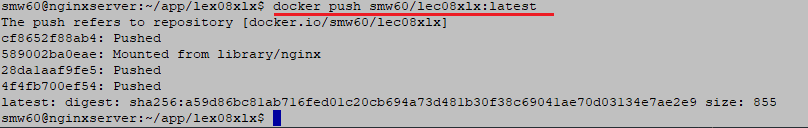 smw60@nginxserver:~/app/lex08xlx$ docker push smw60/lec08xlx:latest
The push refers to repository [docker.io/smw60/lec08xlx]
cf8652f88ab4: Pushed
589002ba0eae: Mounted from library/nginx
28da1aaf9fe5: Pushed
4f4fb700ef54: Pushed
latest: digest: sha256:a59d86bc81ab716fed01c20cb694a73d481b30f38c69041ae70d03134e7ae2e9 size: 855
smw60@nginxserver:~/app/lex08xlx$